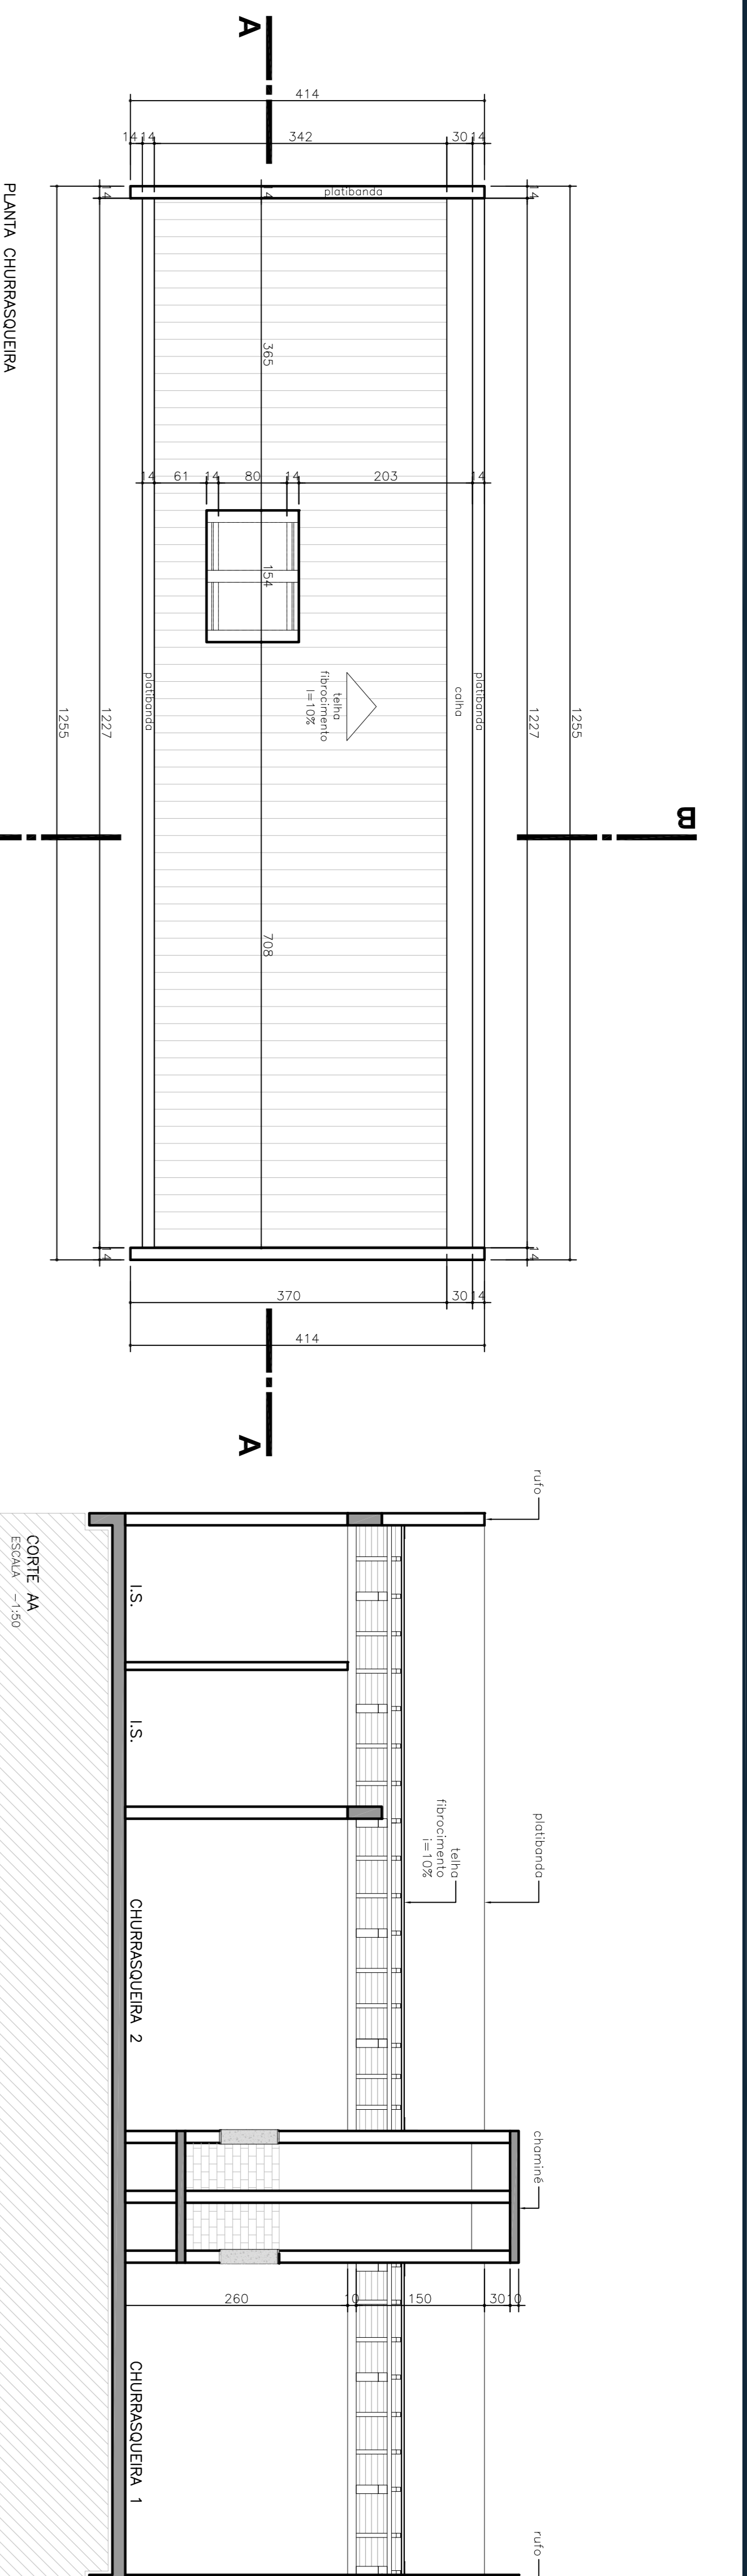 A
414
14
14
342
30
14
14
platibanda
14
14
365
14
61
14
80
14
203
14
154
telha
fibrocimento
i=10%
platibanda
calha
platibanda
1255
1227
1227
1255
B
708
14
14
370
30
14
414
A
PLANTA CHURRASQUEIRA
rufo
platibanda
telha
fibrocimento
i=10%
chaminé
rufo
I.S.
I.S.
CHURRASQUEIRA 2
CHURRASQUEIRA 1
260
10
150
30
10
CORTE AA
ESCALA -1:50